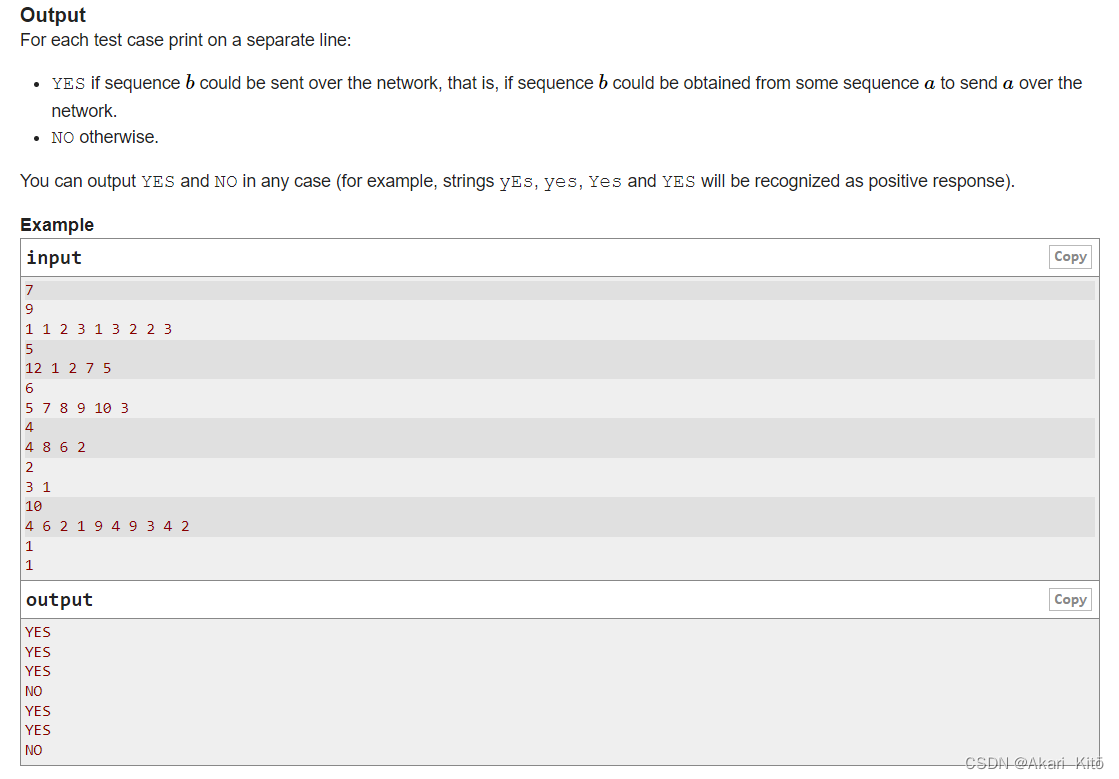 Output
For each test case print on a separate line:
• YES if sequence b could be sent over the network, that is, if sequence b could be obtained from some sequence a to send a over the
network.
• NO otherwise.
You can output YES and NO in any case (for example, strings yEs, yes, Yes and YES will be recognized as positive response).
Example
input Copy
7
9
1 1 2 3 1 3 2 2 3
5
12 1 2 7 5
6
5 7 8 9 10 3
4
4 8 6 2
2
3 1
10
4 6 2 1 9 4 9 3 4 2
1
1
output Copy
YES
YES
YES
NO
YES
YES
NO
CSDN @Akari_Kitō